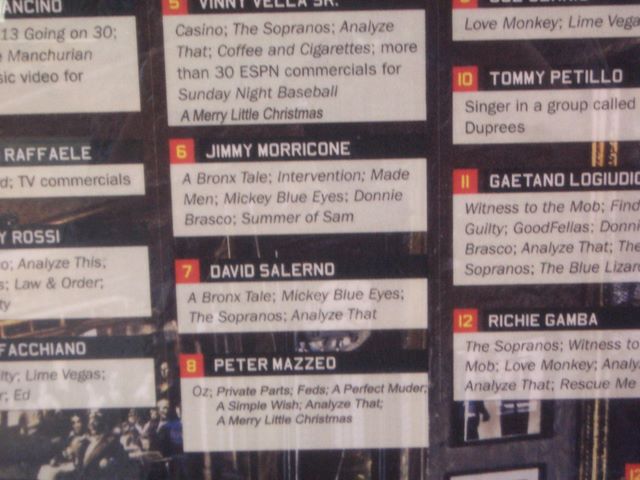 ANCINO
13 Going on 30;
Manchurian
sic video for
RAFFAELE
d; TV commercials
Y ROSSI
o; Analyze This,
s; Law & Order;
ty
FACCHIANO
lty; Lime Vegas;
r; Ed
5 VINNY VELLA SR.
Casino; The Sopranos; Analyze
That; Coffee and Cigarettes; more
than 30 ESPN commercials for
Sunday Night Baseball
A Merry Little Christmas
6 JIMMY MORRICONE
A Bronx Tale; Intervention; Made
Men; Mickey Blue Eyes; Donnie
Brasco; Summer of Sam
7 DAVID SALERNO
A Bronx Tale; Mickey Blue Eyes;
The Sopranos; Analyze That
8 PETER MAZZEO
Oz; Private Parts; Feds; A Perfect Muder;
A Simple Wish; Analyze That;
A Merry Little Christmas
Love Monkey; Lime Vega
10 TOMMY PETILLO
Singer in a group called
Duprees
11 GAETANO LOGIUDIC
Witness to the Mob; Find
Guilty; GoodFellas; Donni
Brasco; Analyze That; The
Sopranos; The Blue Lizar
12 RICHIE GAMBA
The Sopranos; Witness to
Mob; Love Monkey; Analy
Analyze That; Rescue Me